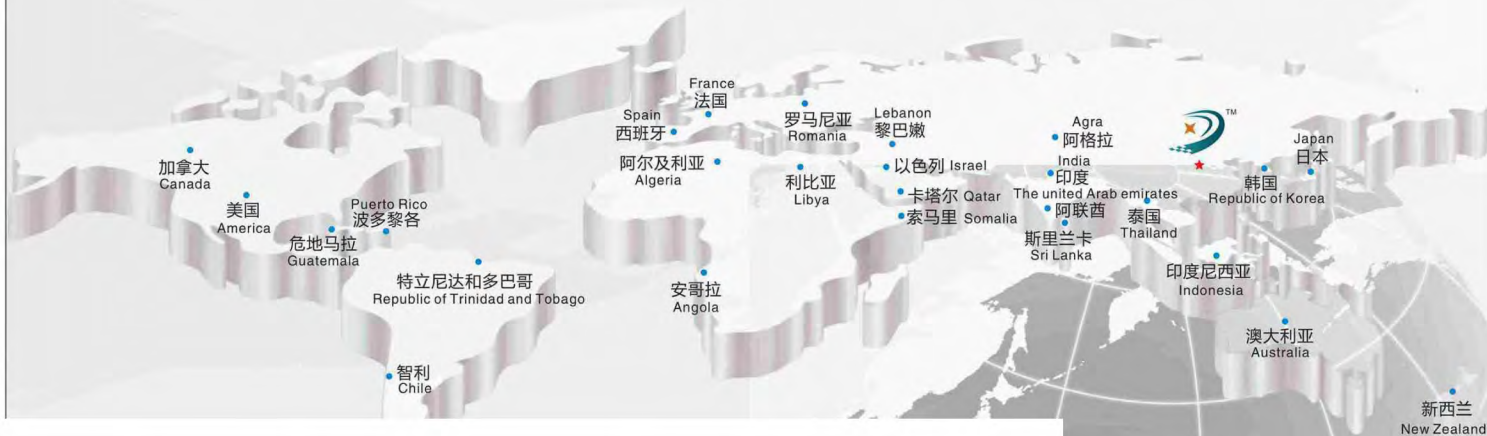 加拿大
Canada
美国
America
Puerto Rico
波多黎各
危地马拉
Guatemala
特立尼达和多巴哥
Republic of Trinidad and Tobago
智利
Chile
France
法国
Spain
西班牙
罗马尼亚
Romania
Lebanon
黎巴嫩
阿尔及利亚
Algeria
利比亚
Libya
以色列 Israel
卡塔尔 Qatar
索马里 Somalia
安哥拉
Angola
Agra
阿格拉
India
印度
The united Arab emirates
阿联酋
斯里兰卡
Sri Lanka
泰国
Thailand
TM
韩国
Republic of Korea
Japan
日本
印度尼西亚
Indonesia
澳大利亚
Australia
新西兰
New Zealand